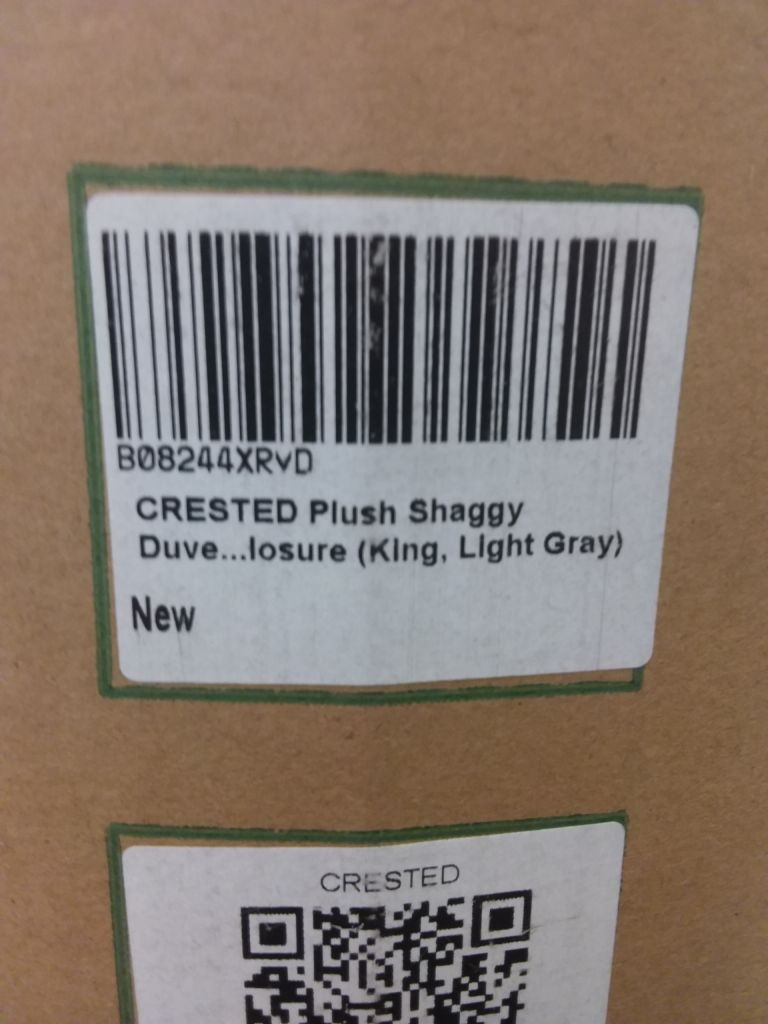 B08244XRVD
CRESTED Plush Shaggy
Duve...losure (King, Light Gray)
New
CRESTED